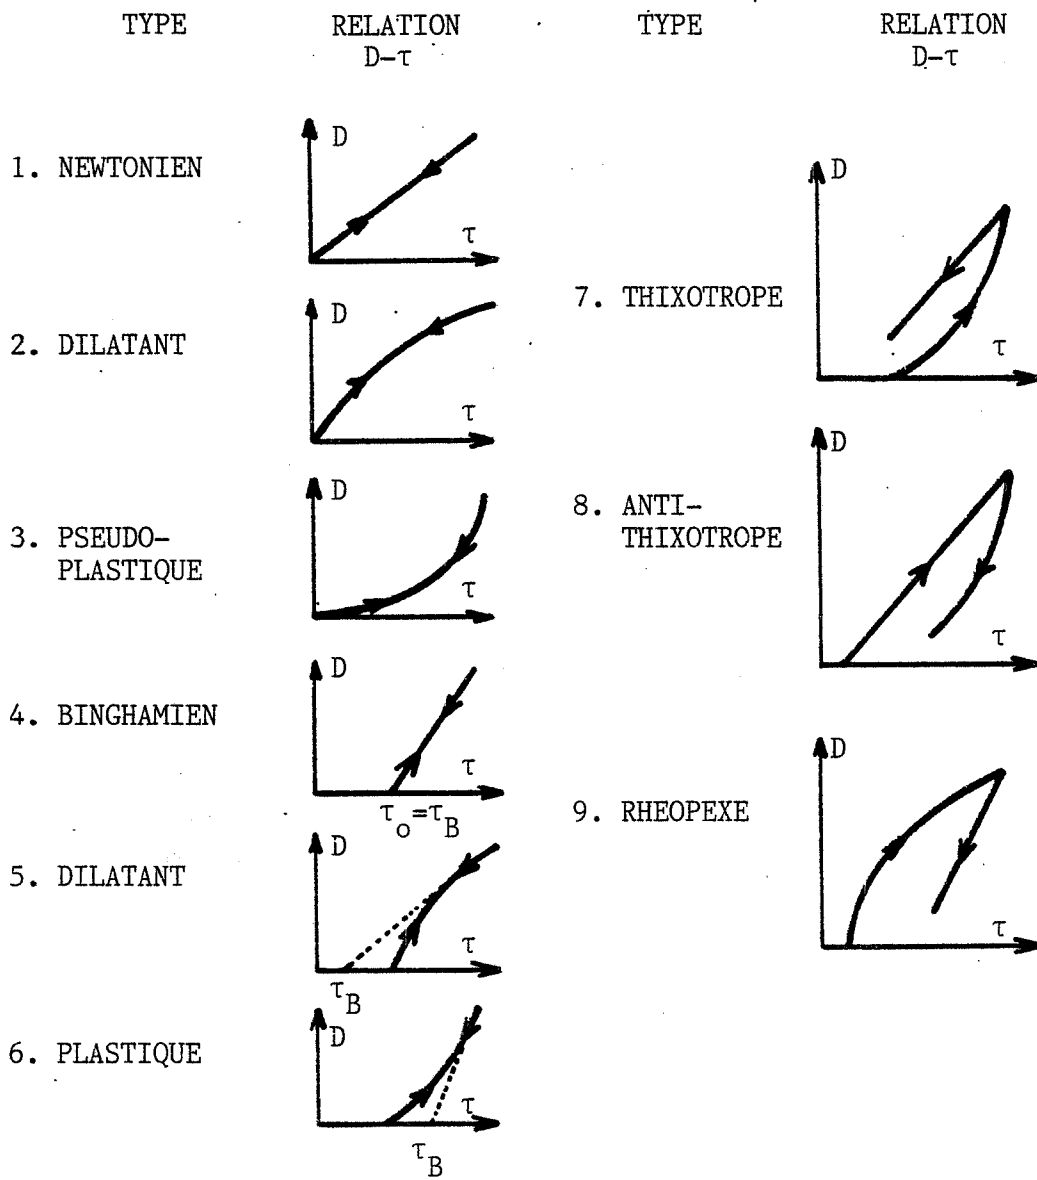 TYPE
RELATION
D-τ
1. NEWTONIEN
D
τ
2. DILATANT
D
τ
3. PSEUDO-
PLASTIQUE
D
τ
4. BINGHAMIEN
D
τ
τo=τB
5. DILATANT
D
τ
τB
6. PLASTIQUE
D
τ
τB
TYPE
RELATION
D-τ
7. THIXOTROPE
D
τ
8. ANTI-
THIXOTROPE
D
τ
9. RHEOPEXE
D
τ